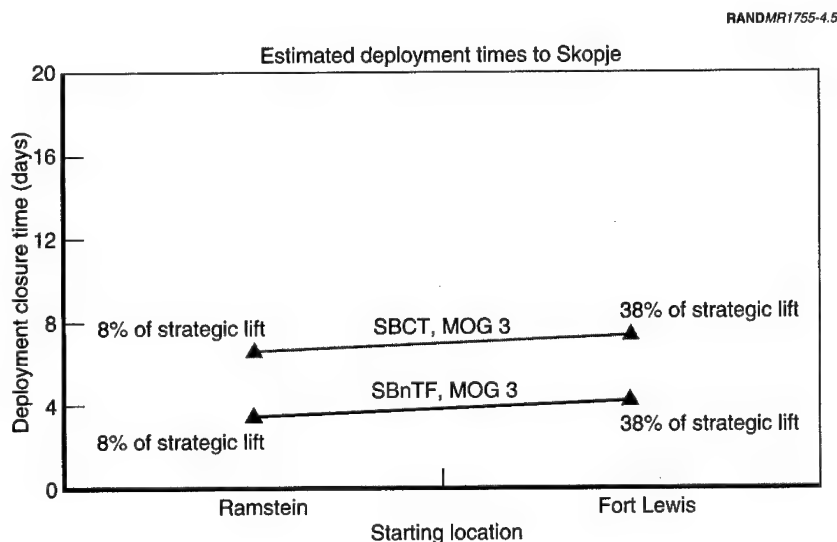 RANDMR1755-4.5
Estimated deployment times to Skopje
20
16
12
8
4
0
Deployment closure time (days)
8% of strategic lift
SBCT, MOG 3
38% of strategic lift
SBnTF, MOG 3
8% of strategic lift
38% of strategic lift
Ramstein
Fort Lewis
Starting location